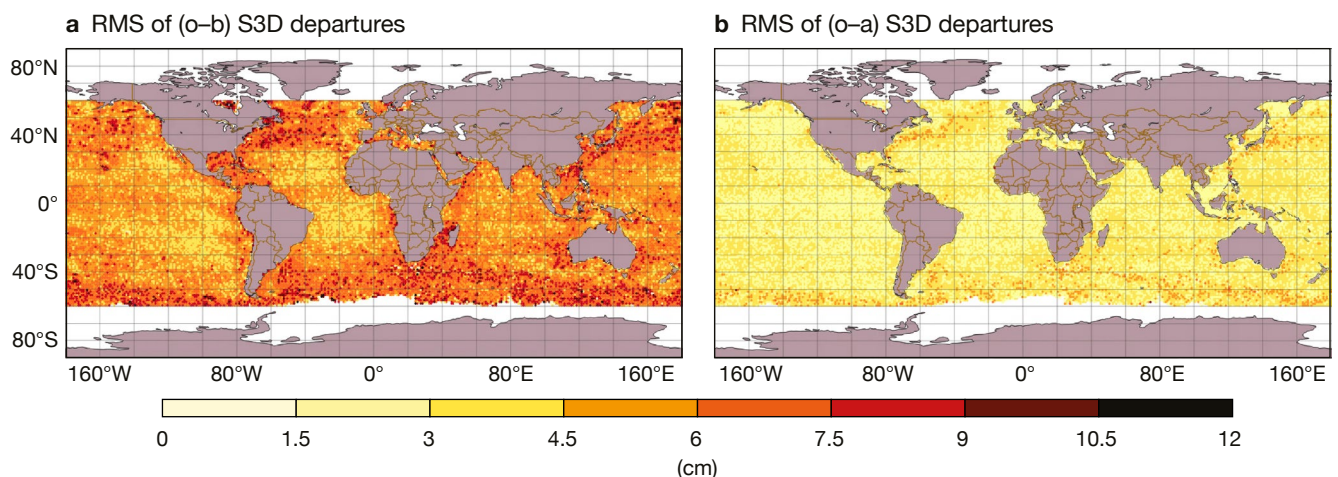 a RMS of (o–b) S3D departures
b RMS of (o–a) S3D departures
80°N
40°N
0°
40°S
80°S
160°W 80°W 0° 80°E 160°E
160°W 80°W 0° 80°E 160°E
0 1.5 3 4.5 6 7.5 9 10.5 12
(cm)